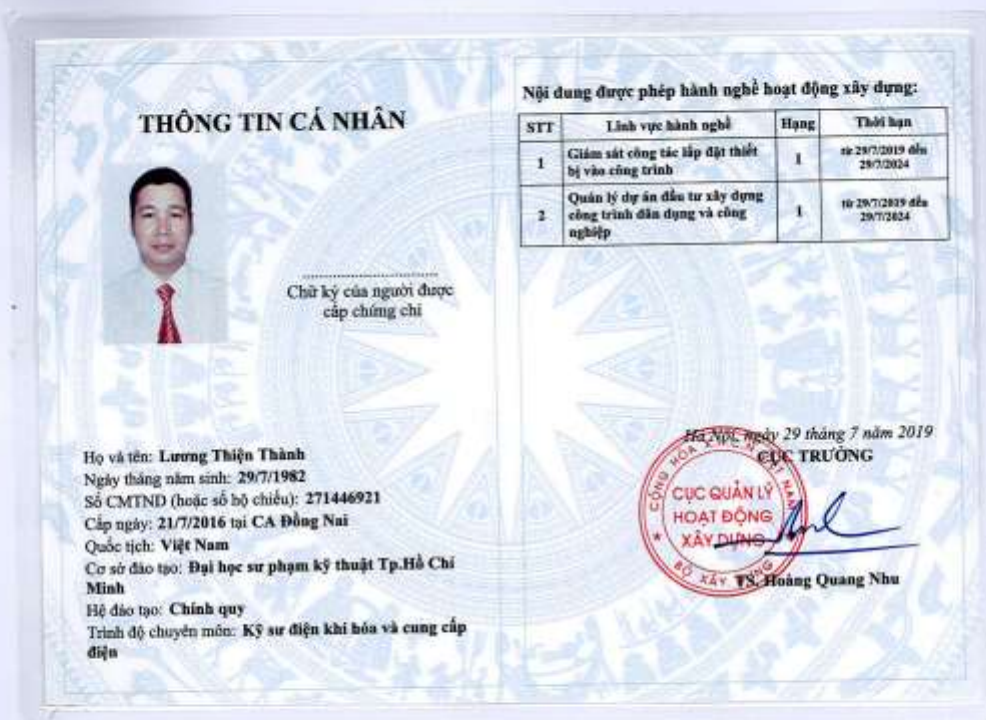 THÔNG TIN CÁ NHÂN
Chữ ký của người được
cấp chứng chỉ
Họ và tên: Lương Thiện Thành
Ngày tháng năm sinh: 29/7/1982
Số CMTND (hoặc số hộ chiếu): 271446921
Cấp ngày: 21/7/2016 tại CA Đồng Nai
Quốc tịch: Việt Nam
Cơ sở đào tạo: Đại học sư phạm kỹ thuật Tp.Hồ Chí
Minh
Hệ đào tạo: Chính quy
Trình độ chuyên môn: Kỹ sư điện khí hóa và cung cấp
điện
Nội dung được phép hành nghề hoạt động xây dựng:
STT Lĩnh vực hành nghề Hạng Thời hạn
1 Giám sát công tác lắp đặt thiết
bị vào công trình
1 từ 29/7/2019 đến
29/7/2024
2 Quản lý dự án đầu tư xây dựng
công trình dân dụng và công
nghiệp
1 từ 29/7/2019 đến
29/7/2024
Hà Nội, ngày 29 tháng 7 năm 2019
CỤC TRƯỞNG
CỘNG HÒA X.H.C.N VIỆT NAM
CỤC QUẢN LÝ
HOẠT ĐỘNG
XÂY DỰNG
BỘ XÂY DỰNG
TS. Hoàng Quang Nhu